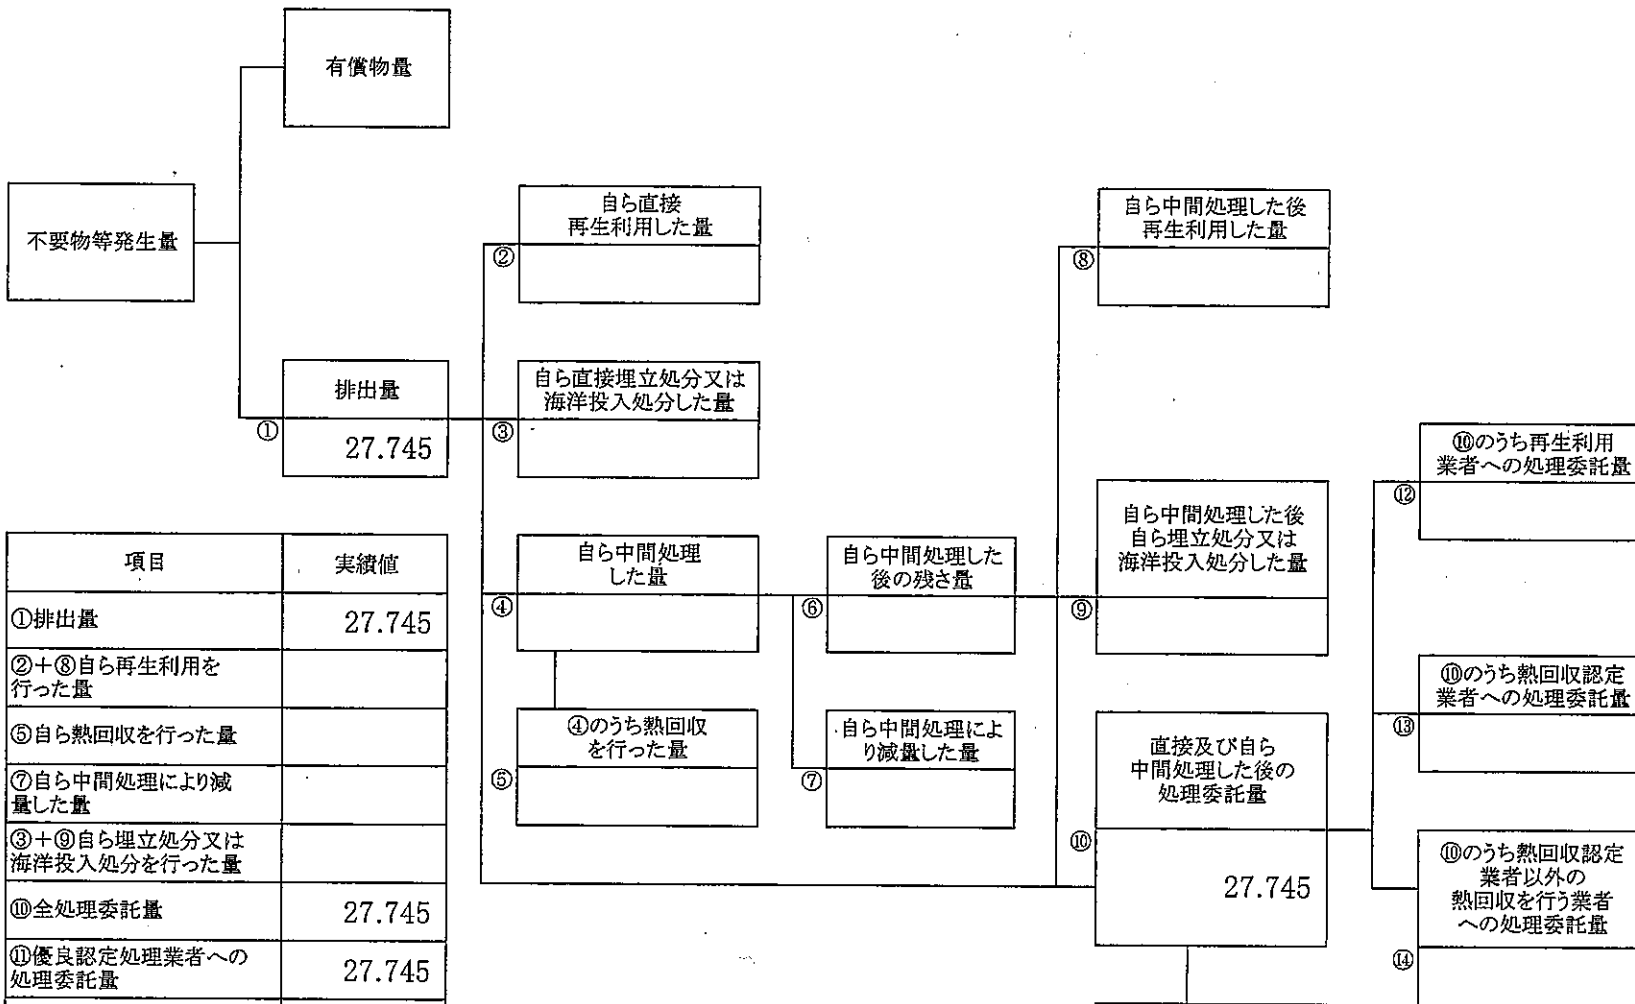 有償物量
不要物等発生量
自ら直接
再生利用した量
②
自ら中間処理した後
再生利用した量
⑧
排出量
①
27.745
自ら直接埋立処分又は
海洋投入処分した量
③
⑩のうち再生利用
業者への処理委託量
⑫
自ら中間処理
した量
④
自ら中間処理した
後の残さ量
⑥
自ら中間処理した後
自ら埋立処分又は
海洋投入処分した量
⑨
⑩のうち熱回収認定
業者への処理委託量
⑬
④のうち熱回収
を行った量
⑤
自ら中間処理によ
り減量した量
⑦
直接及び自ら
中間処理した後の
処理委託量
⑩
27.745
⑩のうち熱回収認定
業者以外の
熱回収を行う業者
への処理委託量
⑭
項目 実績値
①排出量 27.745
②+⑧自ら再生利用を
行った量
⑤自ら熱回収を行った量
⑦自ら中間処理により減
量した量
③+⑨自ら埋立処分又は
海洋投入処分を行った量
⑩全処理委託量 27.745
⑪優良認定処理業者への
処理委託量 27.745